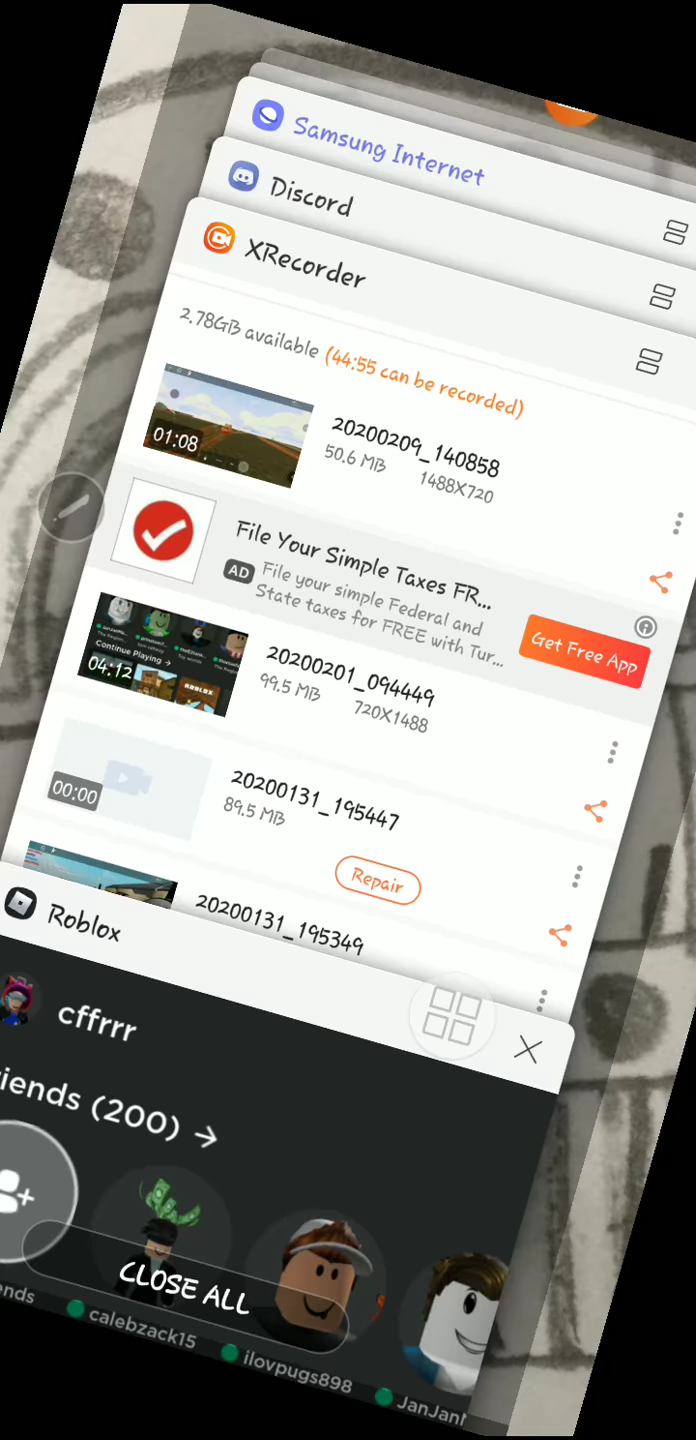 Samsung Internet
Discord
XRecorder
2.78GB available (44:55 can be recorded)
01:08
20200209_140858
50.6 MB 1488X720
File Your Simple Taxes FR...
AD File your simple Federal and
State taxes for FREE with Tur...
Get Free App
Continue Playing →
ROBLOX
04:12
20200201_094449
99.5 MB 720X1488
00:00
20200131_195447
89.5 MB
Repair
20200131_195349
Roblox
cffrrr
iends (200) →
CLOSE ALL
ends
calebzack15
ilovpugs898
JanJan